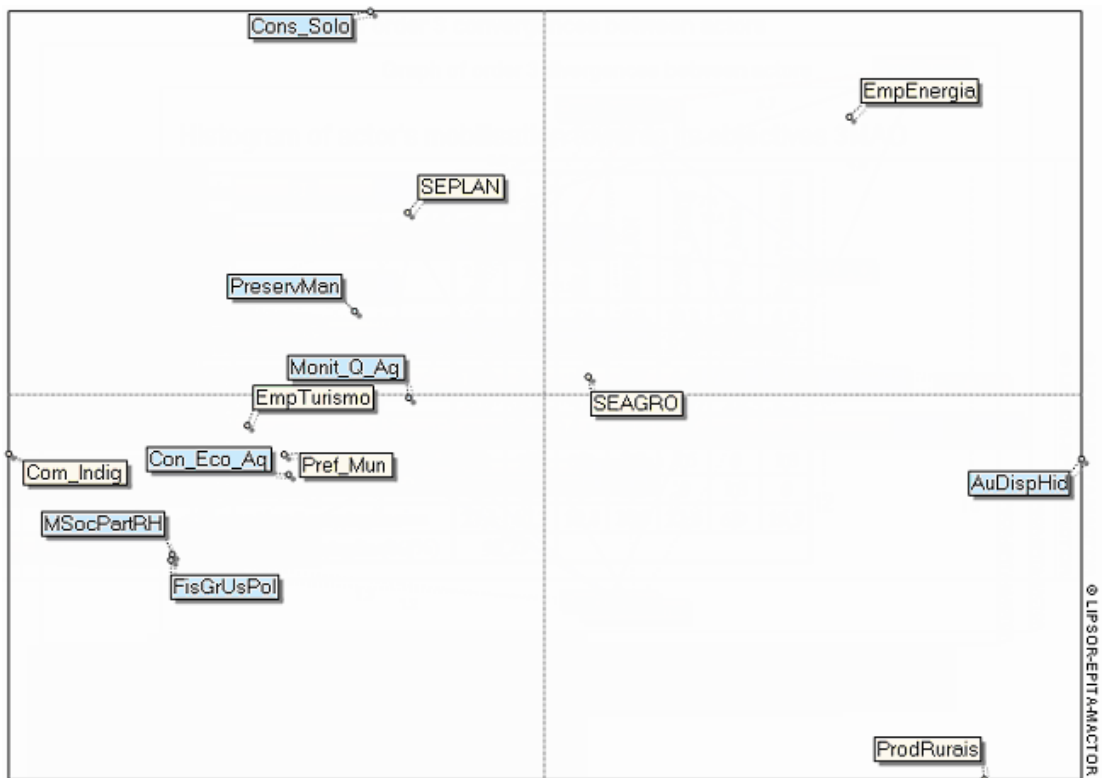 Cons_Solo
EmpEnergia
SEPLAN
PreservMan
Monit_Q_Ag
EmpTurismo
SEAGRO
Con_Eco_Aq
Pref_Mun
Com_Indig
AuDispHid
MSocPartRH
FisGrUsPol
ProdRurais
© LIPSOR-EPITA-MACTOR